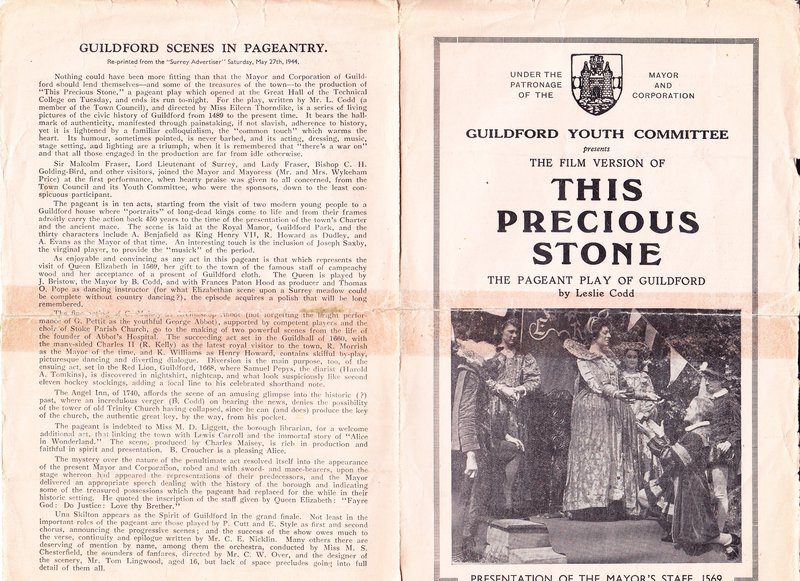 GUILDFORD SCENES IN PAGEANTRY.
Re-printed from the "Surrey Advertiser" Saturday, May 27th, 1944,
Nothing could have been more fitting than that the Mayor and Corporation of Guild-
ford should lend themselves—and some of the treasures of the town—to the production of
"This Precious Stone," a pageant play which opened at the Great Hall of the Technical
College on Tuesday, and ends its run to-night. For the play, written by Mr. L. Codd (a
member of the Town Council), and directed by Miss Eileen Thorndike, is a series of living
pictures of the civic history of Guildford from 1489 to the present time. It bears the hall-
mark of authenticity, manifested through painstaking, if not slavish, adherence to history,
yet it is lightened by a familiar colloquialism, the "common touch" which warms the
heart. Its humour, sometimes pointed, is never barbed, and its acting, dressing, music,
stage setting, and lighting are a triumph, when it is remembered that "there's a war on"
and that all those engaged in the production are far from idle otherwise.
Sir Malcolm Fraser, Lord Lieutenant of Surrey, and Lady Fraser, Bishop C. H.
Golding-Bird, and other visitors, joined the Mayor and Mayoress (Mr. and Mrs. Wykeham
Price) at the first performance, when hearty praise was given to all concerned, from the
Town Council and its Youth Committee, who were the sponsors, down to the least con-
spicuous participant.
The pageant is in ten acts, starting from the visit of two modern young people to a
Guildford house where "portraits" of long-dead kings come to life and from their frames
adroitly carry the action back 450 years to the time of the presentation of the town's Charter
and the ancient mace. The scene is laid at the Royal Manor, Guildford Park, and the
thirty characters include A. Benjafield as King Henry VII, R. Howard as Dudley, and
A. Evans as the Mayor of that time. An interesting touch is the inclusion of Joseph Saxby,
the virginal player, to provide the "musick" of the period.
As enjoyable and convincing as any act in this pageant is that which represents the
visit of Queen Elizabeth in 1569, her gift to the town of the famous staff of campeachy
wood and her acceptance of a present of Guildford cloth. The Queen is played by
J. Bristow, the Mayor by B. Codd, and with Frances Paton Hood as producer and Thomas
O. Pope as dancing instructor (for what Elizabethan scene upon a Surrey meadow could
be complete without country dancing?), the episode acquires a polish that will be long
remembered.
The fine acting of C. as Archbishop Abbot (not forgetting the bright perfor-
mance of G. Pettit as the youthful George Abbot), supported by competent players and the
choir of Stoke Parish Church, go to the making of two powerful scenes from the life of
the founder of Abbot's Hospital. The succeeding act set in the Guildhall of 1660, with
the many-sided Charles II (R. Kelly) as the latest royal visitor to the town, R. Morrish
as the Mayor of the time, and K. Williams as Henry Howard, contains skilful by-play,
picturesque dancing and diverting dialogue. Diversion is the main purpose, too, of the
ensuing act, set in the Red Lion, Guildford, 1668, where Samuel Pepys, the diarist (Harold
A. Tomkins), is discovered in nightshirt, nightcap, and what look suspiciously like second
eleven hockey stockings, adding a local line to his celebrated shorthand note.
The Angel Inn, of 1740, affords the scene of an amusing glimpse into the historic (?)
past, where an incredulous verger (B. Codd) on hearing the news, denies the possibility
of the tower of old Trinity Church having collapsed, since he can (and does) produce the key
of the church, the authentic great key, by the way, from his pocket.
The pageant is indebted to Miss M. D. Liggett, the borough librarian, for a welcome
additional act, that linking the town with Lewis Carroll and the immortal story of "Alice
in Wonderland." The scene, produced by Charles Maisey, is rich in production and
faithful in spirit and presentation. B. Croucher is a pleasing Alice.
The mystery over the nature of the penultimate act resolved itself into the appearance
of the present Mayor and Corporation, robed and with sword- and mace-bearers, upon the
stage whereon had appeared the representations of their predecessors, and the Mayor
delivered an appropriate speech dealing with the history of the borough and indicating
some of the treasured possessions which the pageant had replaced for the while in their
historic setting. He quoted the inscription of the staff given by Queen Elizabeth: "Fayre
God: Do Justice: Love thy Brether."
Una Skilton appears as the Spirit of Guildford in the grand finale. Not least in the
important roles of the pageant are those played by P. Cutt and E. Style as first and second
chorus, announcing the progressive scenes; and the success of the show owes much to
the verse, continuity and epilogue written by Mr. C. E. Nicklin. Many others there are
deserving of mention by name, among them the orchestra, conducted by Miss M. S.
Chesterfield, the sounders of fanfares, directed by Mr. C. W. Over, and the designer of
the scenery, Mr. Tom Lingwood, aged 16, but lack of space precludes going into full
detail of them all.
UNDER THE PATRONAGE OF THE
MAYOR AND CORPORATION
GUILDFORD YOUTH COMMITTEE
presents
THE FILM VERSION OF
THIS
PRECIOUS
STONE
THE PAGEANT PLAY OF GUILDFORD
by Leslie Codd
E R
PRESENTATION OF THE MAYOR'S STAFF, 1569